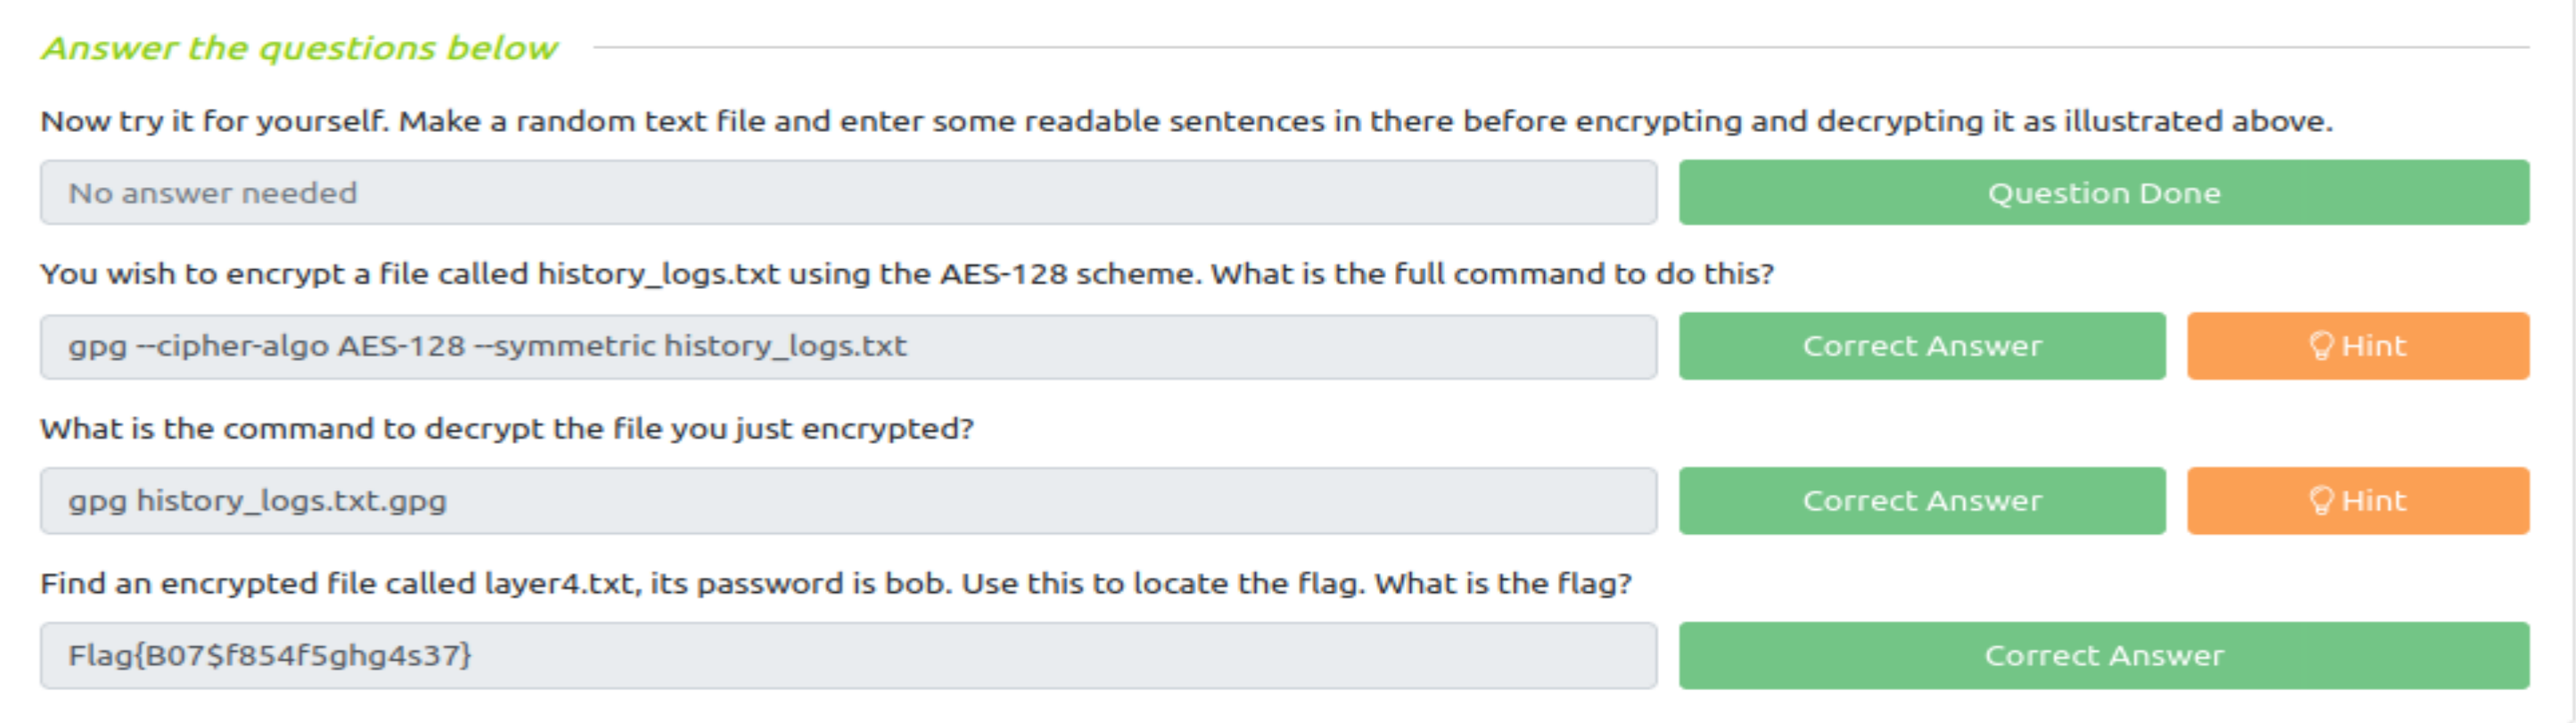 Answer the questions below
Now try it for yourself. Make a random text file and enter some readable sentences in there before encrypting and decrypting it as illustrated above.
No answer needed
Question Done
You wish to encrypt a file called history_logs.txt using the AES-128 scheme. What is the full command to do this?
gpg --cipher-algo AES-128 --symmetric history_logs.txt
Correct Answer
Hint
What is the command to decrypt the file you just encrypted?
gpg history_logs.txt.gpg
Correct Answer
Hint
Find an encrypted file called layer4.txt, its password is bob. Use this to locate the flag. What is the flag?
Flag{B07$f854f5ghg4s37}
Correct Answer